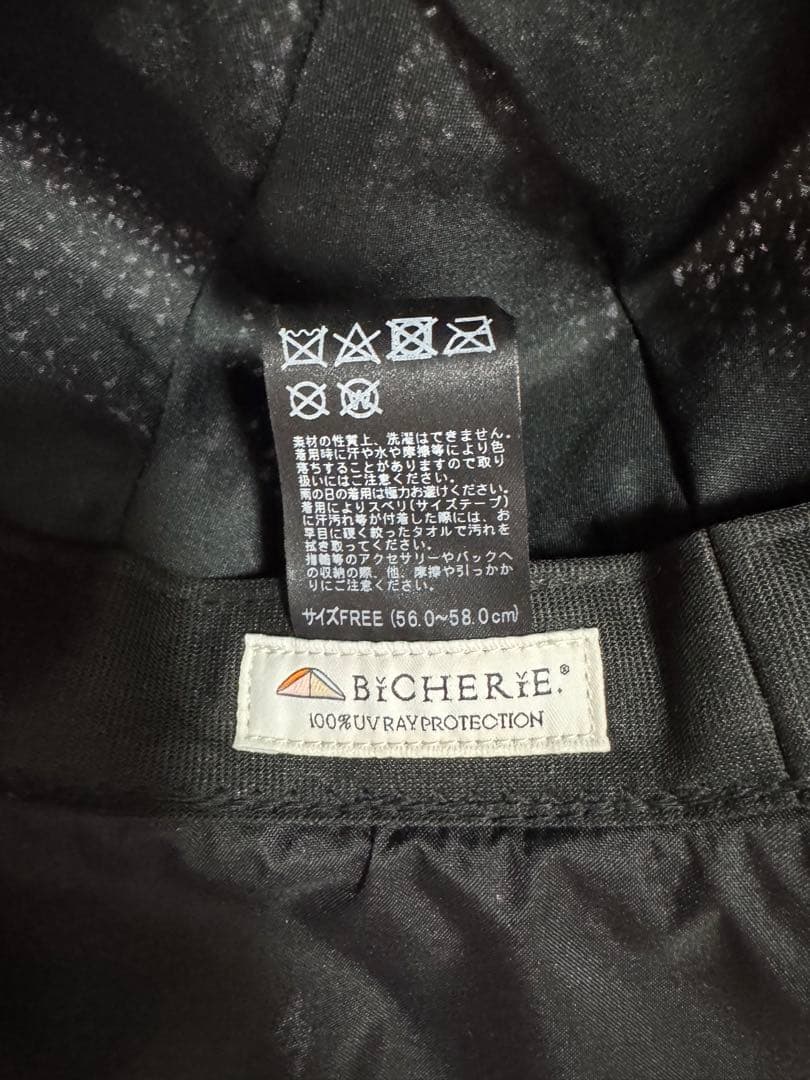 素材の性質上、洗濯はできません。
着用時に汗や水や摩擦等により色
落ちすることがありますので取り
扱いにはご注意ください。
雨の日の着用は極力お避けください。
着用によりスベリ(サイズテープ)
に汗汚れ等が付着した際には、お
早目に硬く絞ったタオルで汚れを
拭き取ってください。
指輪等のアクセサリーやバックへ
の収納の際、他、摩擦や引っかか
りにご注意ください。
サイズFREE (56.0~58.0cm)
BICHERIE.®
100%UV RAY PROTECTION